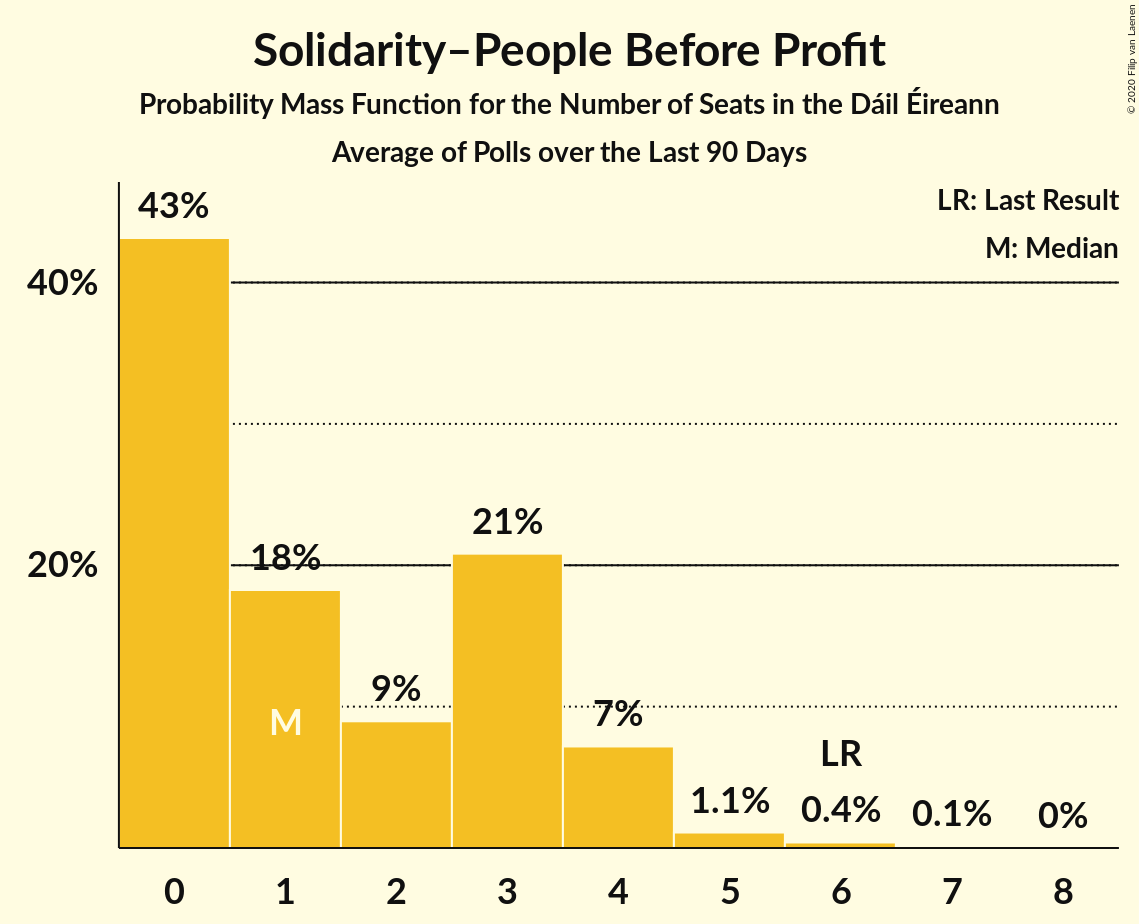 Solidarity–People Before Profit
Probability Mass Function for the Number of Seats in the Dáil Éireann
Average of Polls over the Last 90 Days
© 2020 Filip van Laenen
LR: Last Result
M: Median
43%
40%
21%
18%
20%
9%
7%
M
LR
1.1%
0.4%
0.1%
0%
0 1 2 3 4 5 6 7 8